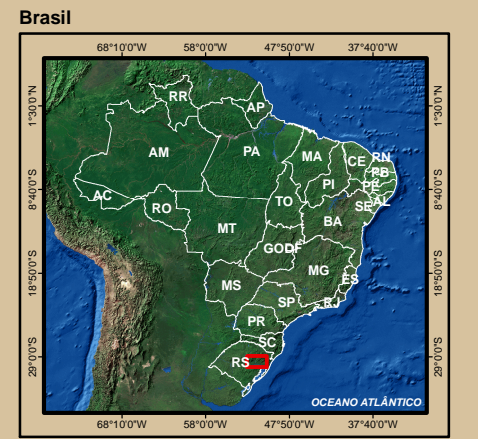 Brasil
68°10'0"W 58°0'0"W 47°50'0"W 37°40'0"W
1°30'0"N 1°30'0"N
RR AP
AM PA MA CE RN
PB
PI PE
AC TO AL
RO SE
MT BA
GO DF
MG
MS ES
SP RJ
PR
SC
RS
8°40'0"S 8°40'0"S
18°50'0"S 18°50'0"S
29°0'0"S 29°0'0"S
OCEANO ATLÂNTICO
68°10'0"W 58°0'0"W 47°50'0"W 37°40'0"W